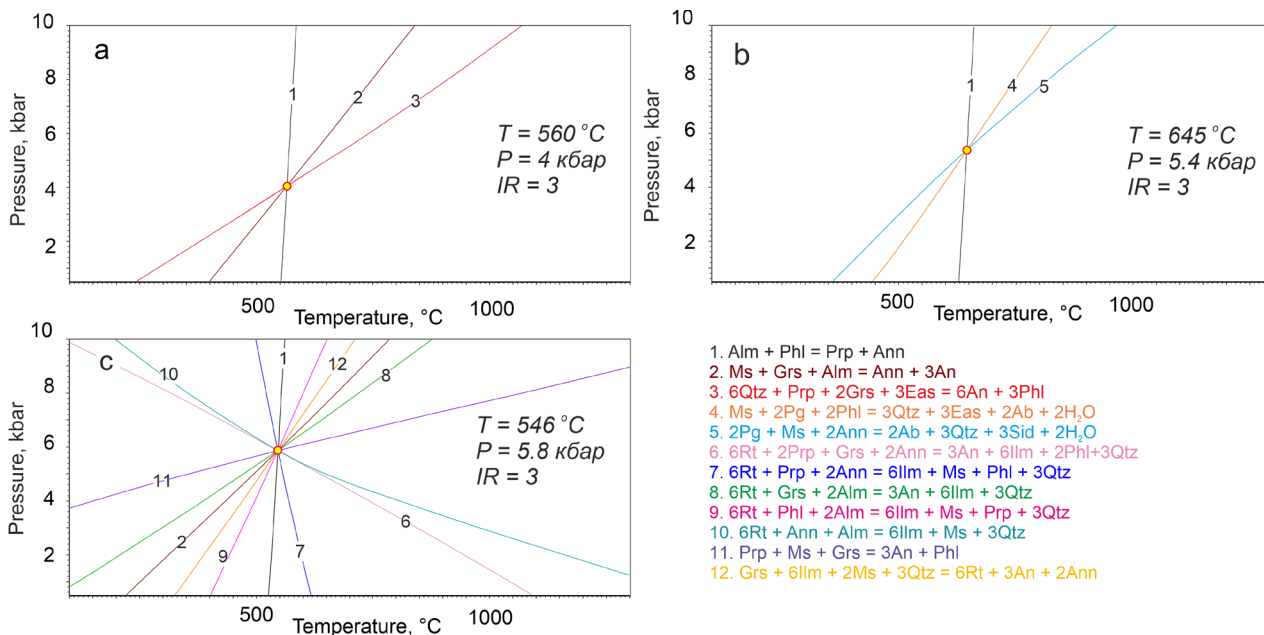 10
8
6
4
2
Pressure, kbar
a
1
2
3
T = 560 °C
P = 4 кбар
IR = 3
500
1000
Temperature, °C
10
8
6
4
2
Pressure, kbar
b
1
4
5
T = 645 °C
P = 5.4 кбар
IR = 3
500
1000
Temperature, °C
10
8
6
4
2
Pressure, kbar
c
10
1
12
8
11
2
9
7
6
T = 546 °C
P = 5.8 кбар
IR = 3
500
1000
Temperature, °C
1. Alm + Phl = Prp + Ann
2. Ms + Grs + Alm = Ann + 3An
3. 6Qtz + Prp + 2Grs + 3Eas = 6An + 3Phl
4. Ms + 2Pg + 2Phl = 3Qtz + 3Eas + 2Ab + 2H₂O
5. 2Pg + Ms + 2Ann = 2Ab + 3Qtz + 3Sid + 2H₂O
6. 6Rt + 2Prp + Grs + 2Ann = 3An + 6Ilm + 2Phl+3Qtz
7. 6Rt + Prp + 2Ann = 6Ilm + Ms + Phl + 3Qtz
8. 6Rt + Grs + 2Alm = 3An + 6Ilm + 3Qtz
9. 6Rt + Phl + 2Alm = 6Ilm + Ms + Prp + 3Qtz
10. 6Rt + Ann + Alm = 6Ilm + Ms + 3Qtz
11. Prp + Ms + Grs = 3An + Phl
12. Grs + 6Ilm + 2Ms + 3Qtz = 6Rt + 3An + 2Ann